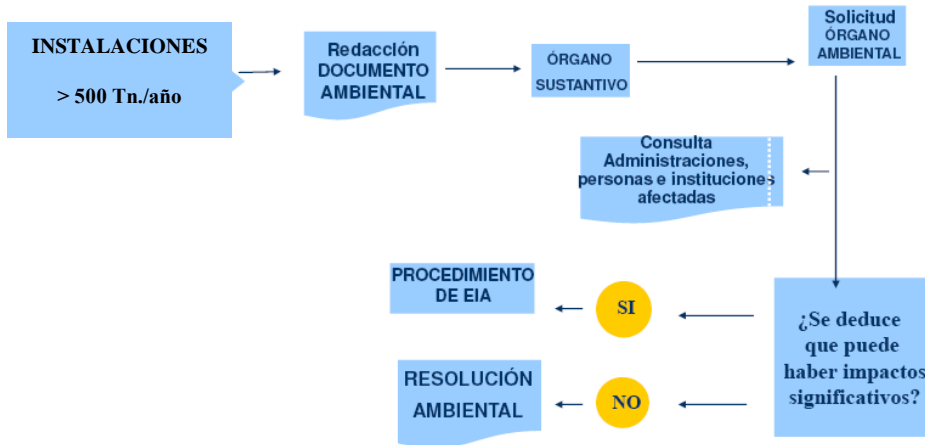 INSTALACIONES
> 500 Tn./año
Redacción
DOCUMENTO
AMBIENTAL
ÓRGANO
SUSTANTIVO
Solicitud
ÓRGANO
AMBIENTAL
Consulta
Administraciones,
personas e instituciones
afectadas
¿Se deduce
que puede
haber impactos
significativos?
SI
PROCEDIMIENTO
DE EIA
NO
RESOLUCIÓN
AMBIENTAL